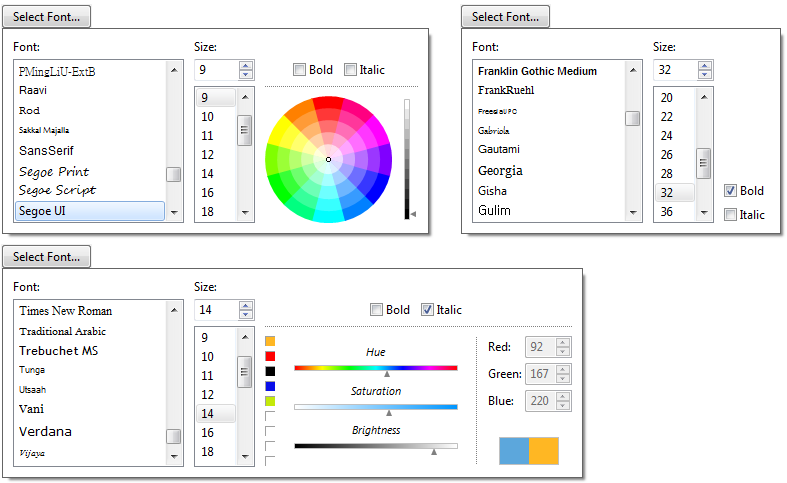 Select Font...
Font:
PMingLiU-ExtB
Raavi
Rod
Sakkal Majalla
SansSerif
Segoe Print
Segoe Script
Segoe UI
Size:
9
9
10
11
12
14
16
18
Bold Italic
Select Font...
Font:
Franklin Gothic Medium
FrankRuehl
FreesiaUPC
Gabriola
Gautami
Georgia
Gisha
Gulim
Size:
32
20
22
24
26
28
32
36
Bold
Italic
Select Font...
Font:
Times New Roman
Traditional Arabic
Trebuchet MS
Tunga
Utsaah
Vani
Verdana
Vijaya
Size:
14
9
10
11
12
14
16
18
Bold Italic
Hue
Saturation
Brightness
Red: 92
Green: 167
Blue: 220